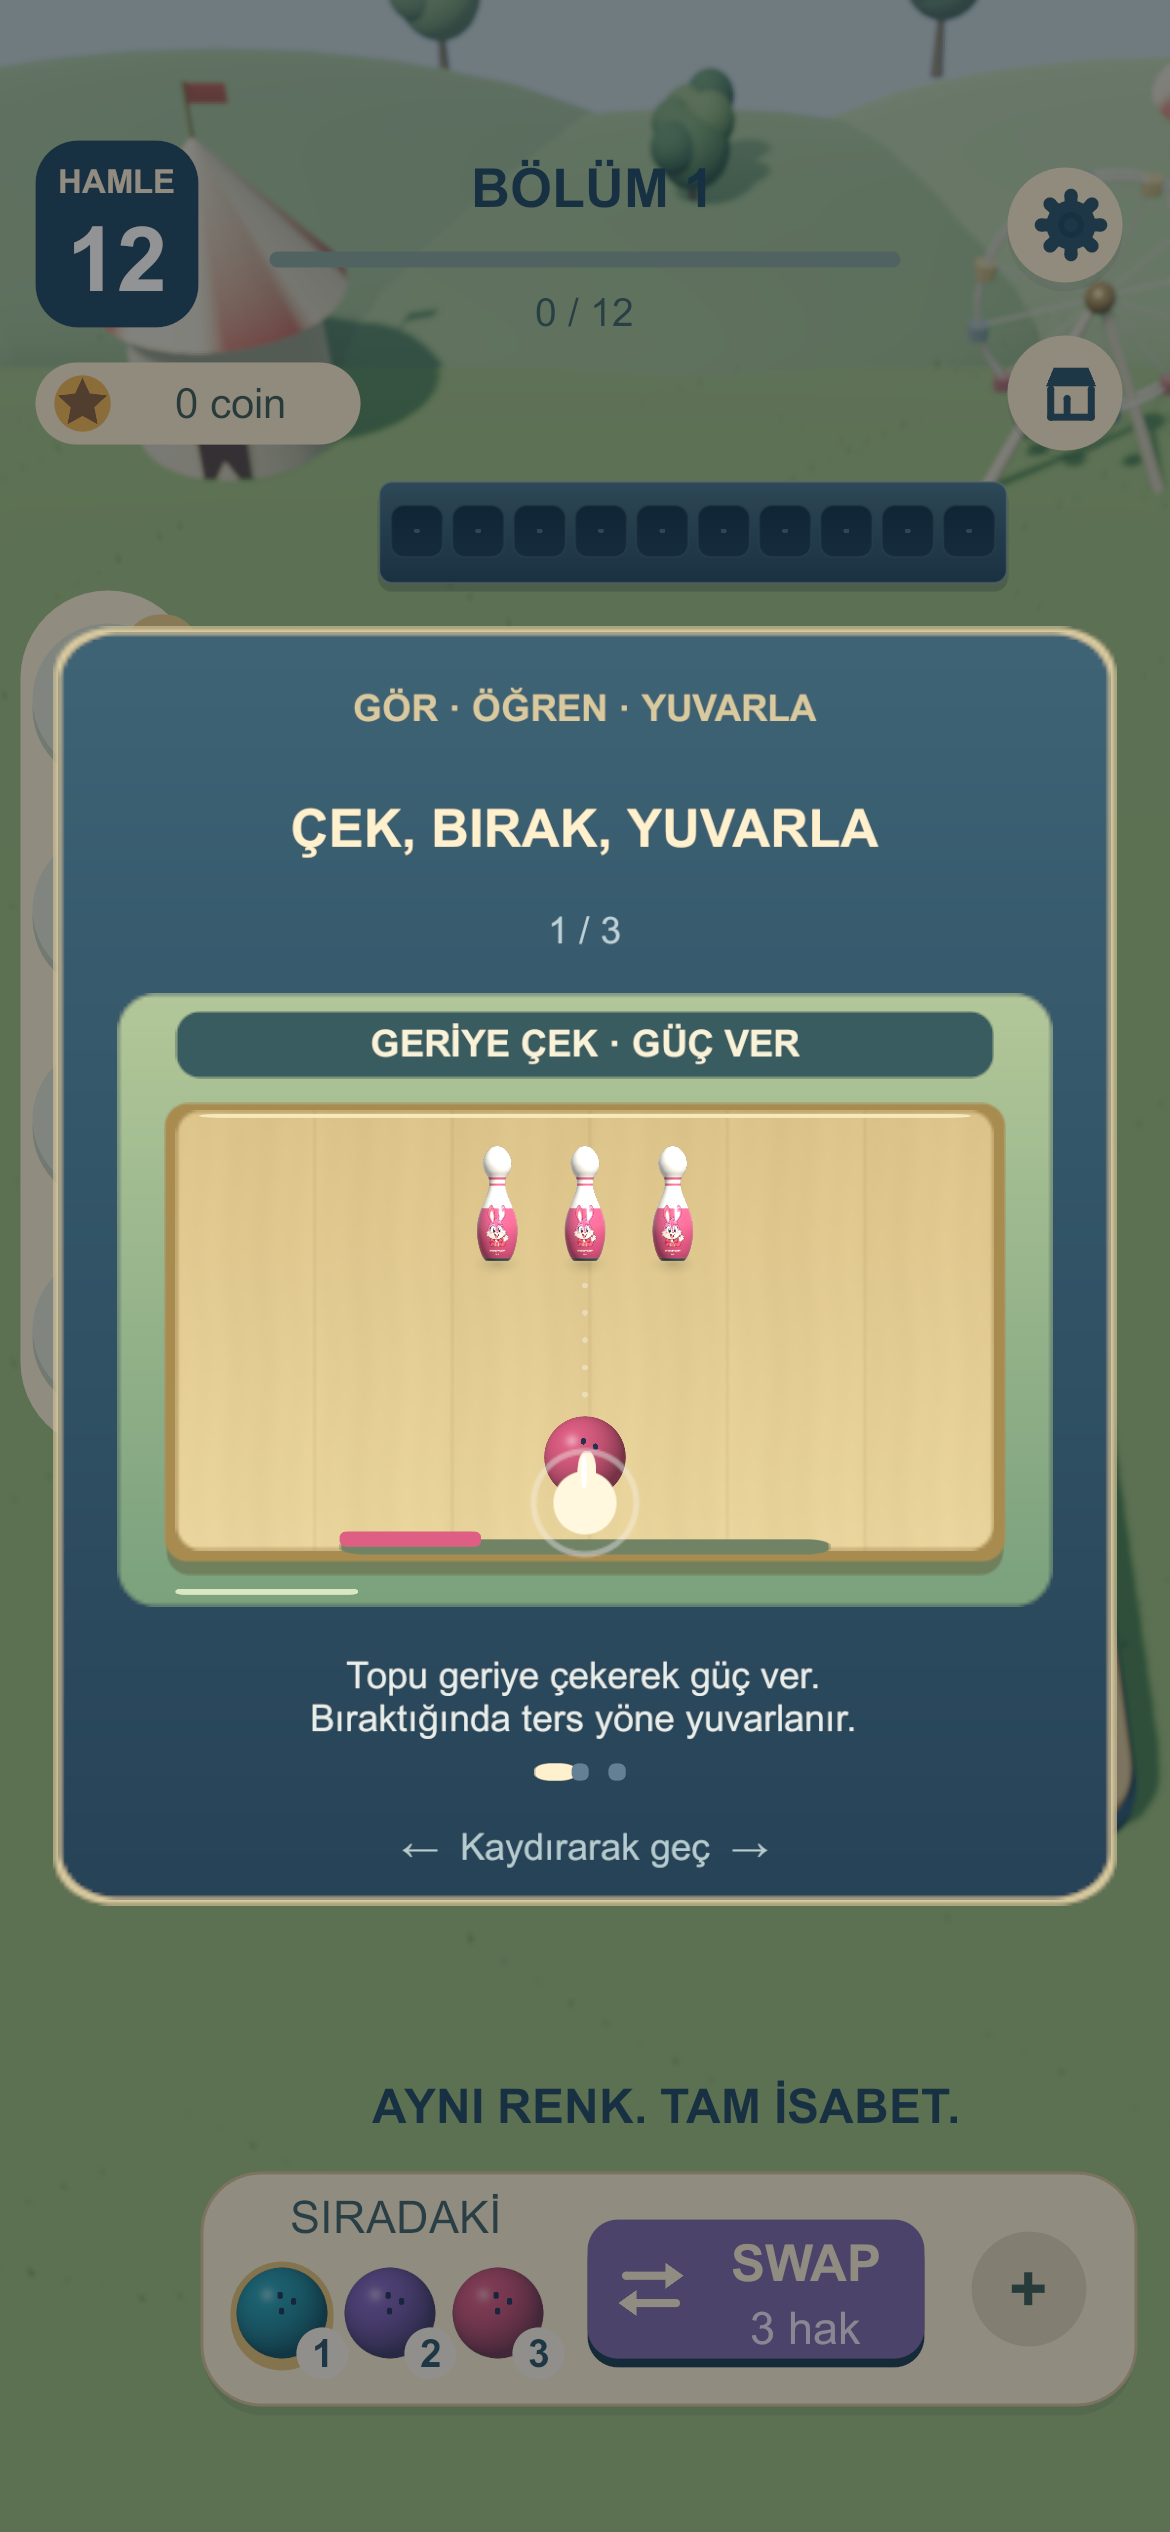 HAMLE
12
BÖLÜM 1
0 / 12
0 coin
GÖR · ÖĞREN · YUVARLA
ÇEK, BIRAK, YUVARLA
1 / 3
GERİYE ÇEK · GÜÇ VER
Topu geriye çekerek güç ver.
Bıraktığında ters yöne yuvarlanır.
← Kaydırarak geç →
AYNI RENK. TAM İSABET.
SIRADAKİ
1 2 3
SWAP
3 hak
+